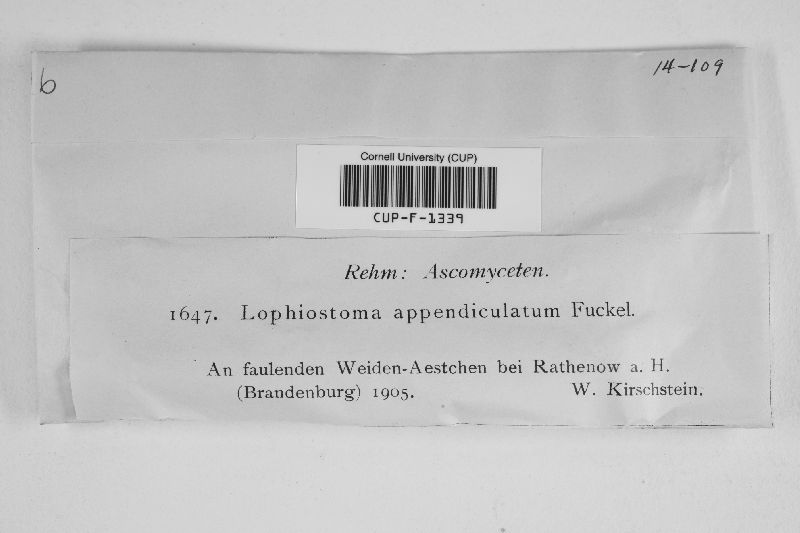 b
14-109
Cornell University (CUP)
CUP-F-1339
Rehm: Ascomyceten.
1647. Lophiostoma appendiculatum Fuckel.
An faulenden Weiden-Aestchen bei Rathenow a. H.
(Brandenburg) 1905. W. Kirschstein.